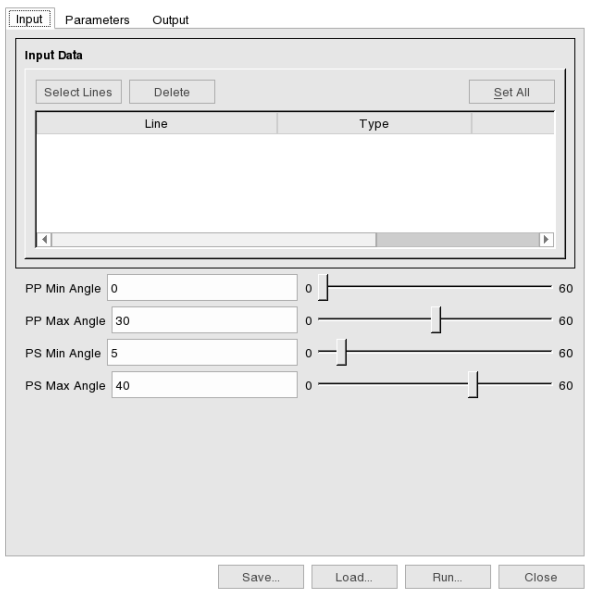 Input Parameters Output
Input Data
Select Lines Delete Set All
Line Type
PP Min Angle 0 0 60
PP Max Angle 30 0 60
PS Min Angle 5 0 60
PS Max Angle 40 0 60
Save... Load... Run... Close